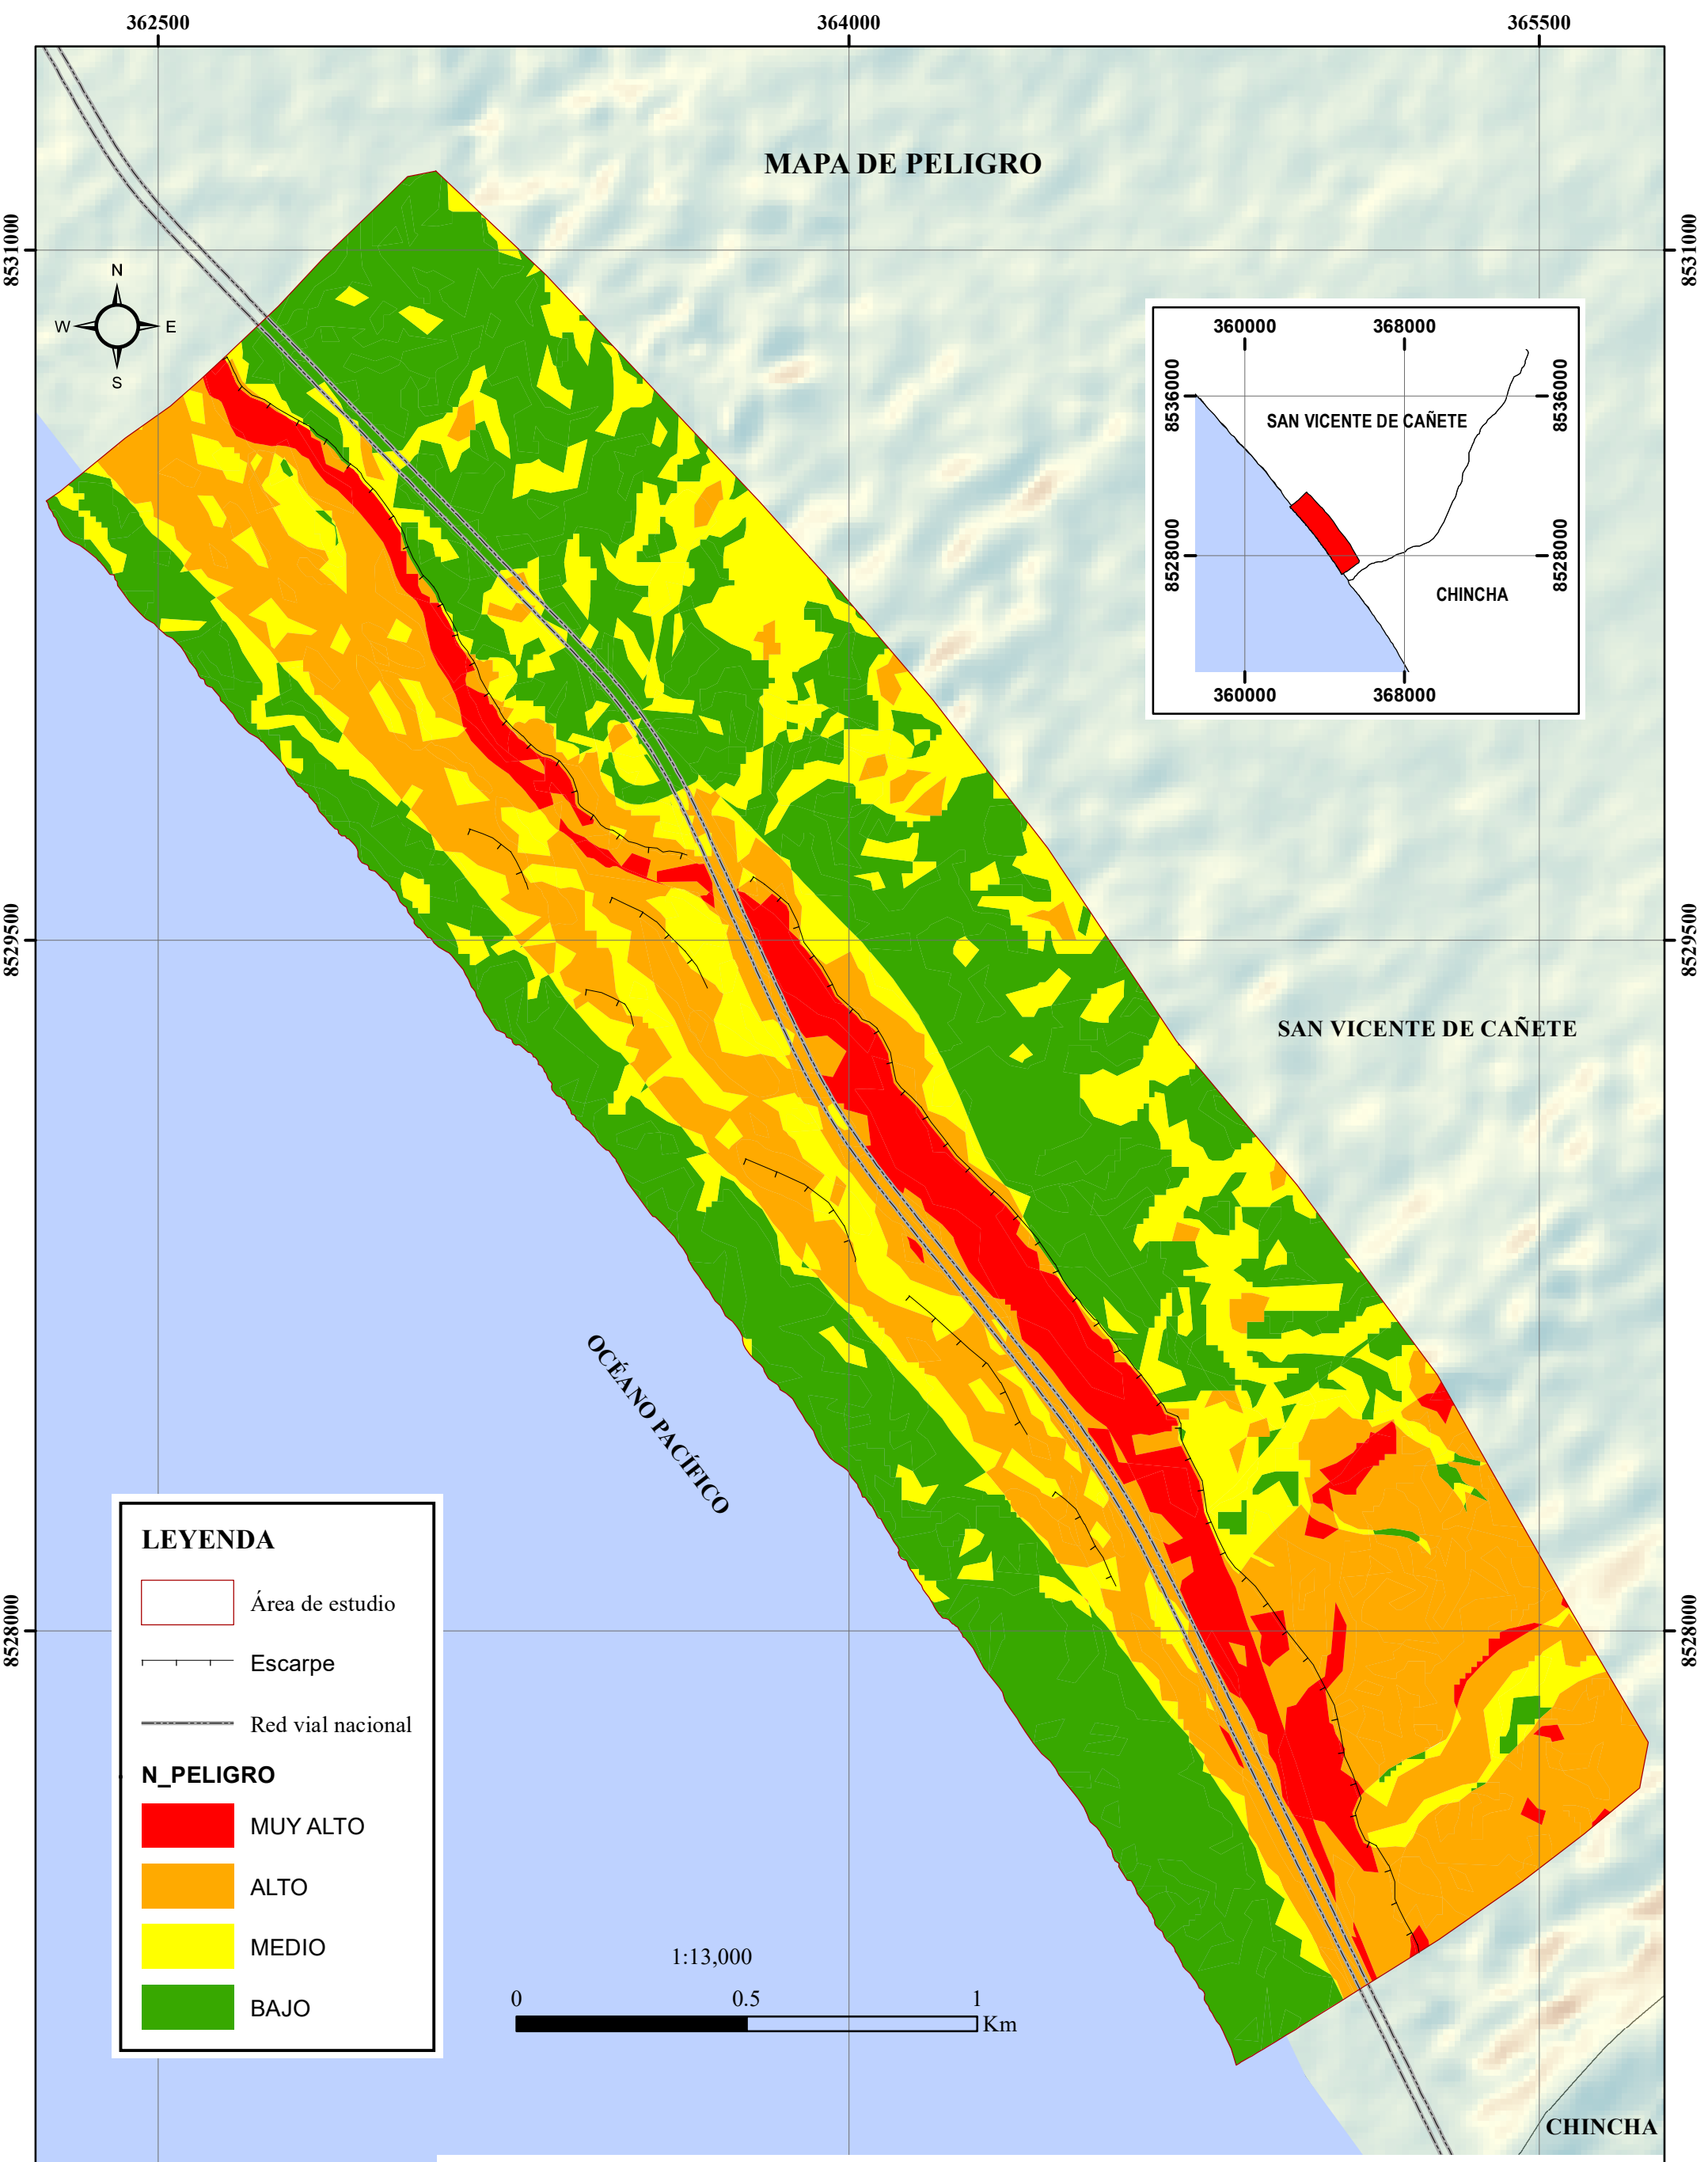 362500
364000
365500
MAPA DE PELIGRO
8531000
8531000
N
W
E
S
360000
368000
8536000
8536000
SAN VICENTE DE CAÑETE
8528000
8528000
CHINCHA
360000
368000
8529500
8529500
SAN VICENTE DE CAÑETE
OCÉANO PACÍFICO
LEYENDA
Área de estudio
Escarpe
Red vial nacional
N_PELIGRO
MUY ALTO
ALTO
MEDIO
BAJO
8528000
8528000
1:13,000
0
0.5
1
Km
CHINCHA